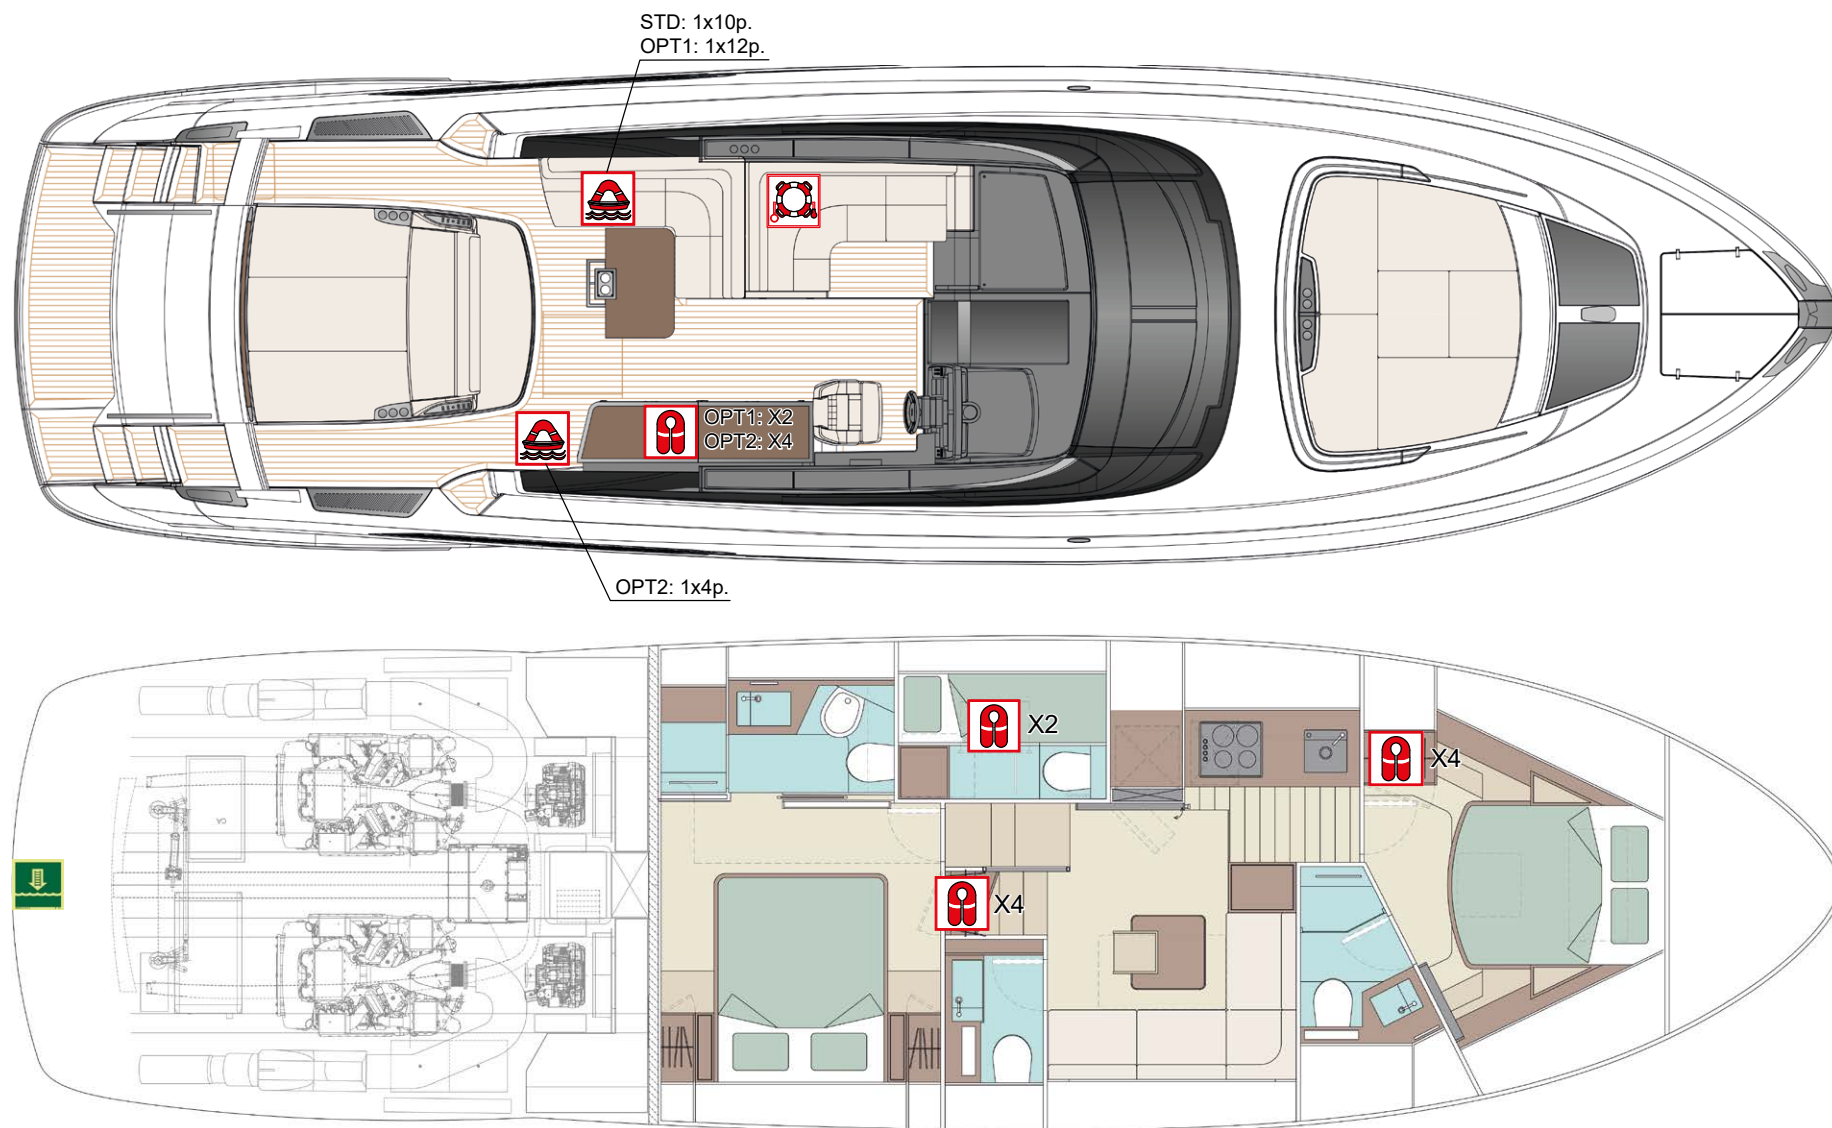 STD: 1x10p.
OPT1: 1x12p.
OPT1: X2
OPT2: X4
OPT2: 1x4p.
X2
X4
X4